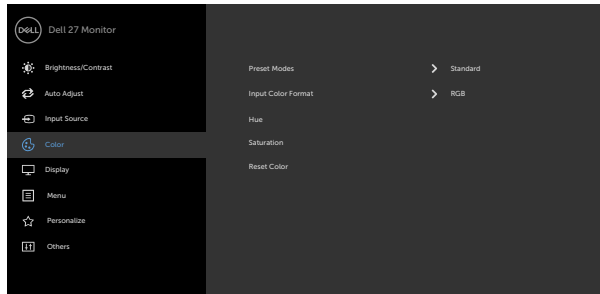 DELL
Dell 27 Monitor
Brightness/Contrast
Auto Adjust
Input Source
Color
Display
Menu
Personalize
Others
Preset Modes Standard
Input Color Format RGB
Hue
Saturation
Reset Color